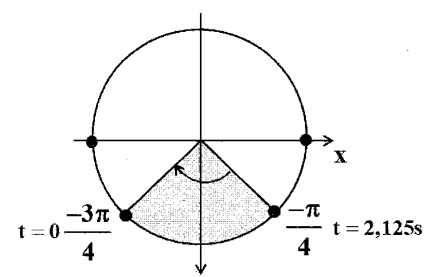 x
t = 0 -3π/4
-π/4 t = 2,125s